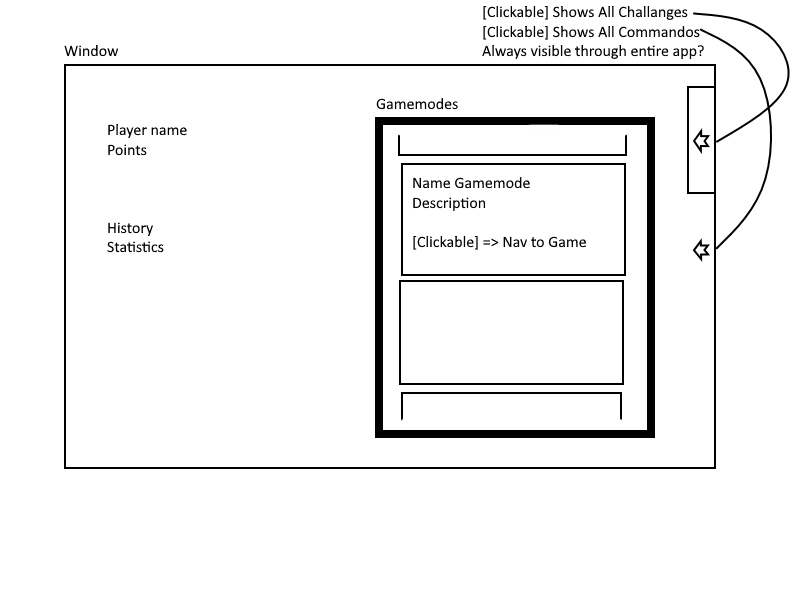 [Clickable] Shows All Challanges
[Clickable] Shows All Commandos
Always visible through entire app?
Window
Gamemodes
Player name
Points
History
Statistics
Name Gamemode
Description
[Clickable] => Nav to Game